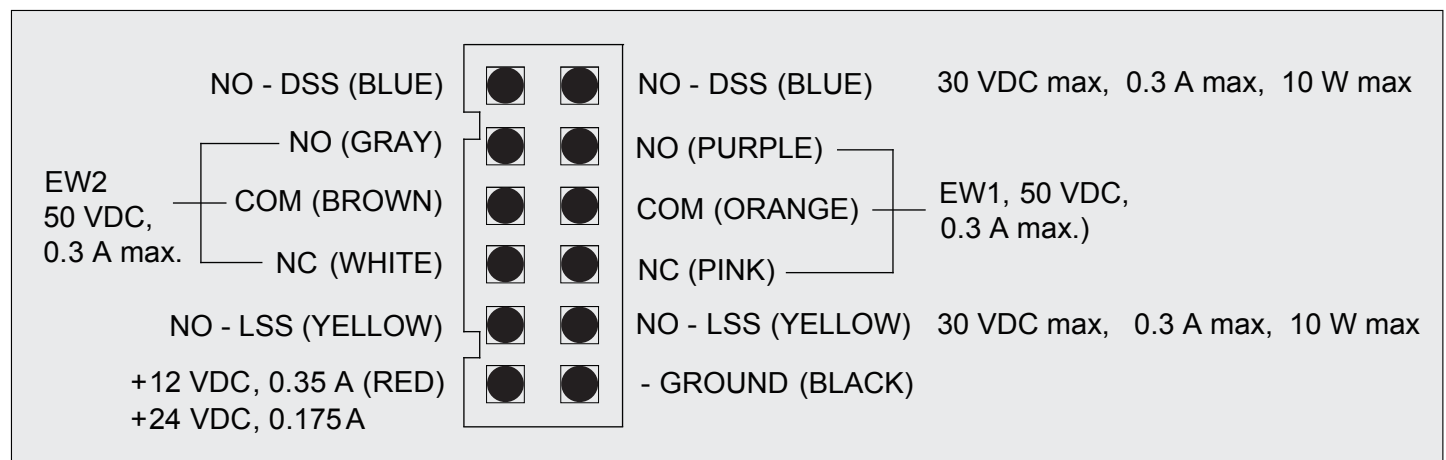 NO - DSS (BLUE) NO - DSS (BLUE) 30 VDC max, 0.3 A max, 10 W max
NO (GRAY) NO (PURPLE)
EW2
50 VDC,
0.3 A max.
COM (BROWN) COM (ORANGE)
EW1, 50 VDC,
0.3 A max.)
NC (WHITE) NC (PINK)
NO - LSS (YELLOW) NO - LSS (YELLOW) 30 VDC max, 0.3 A max, 10 W max
+12 VDC, 0.35 A (RED) - GROUND (BLACK)
+24 VDC, 0.175 A